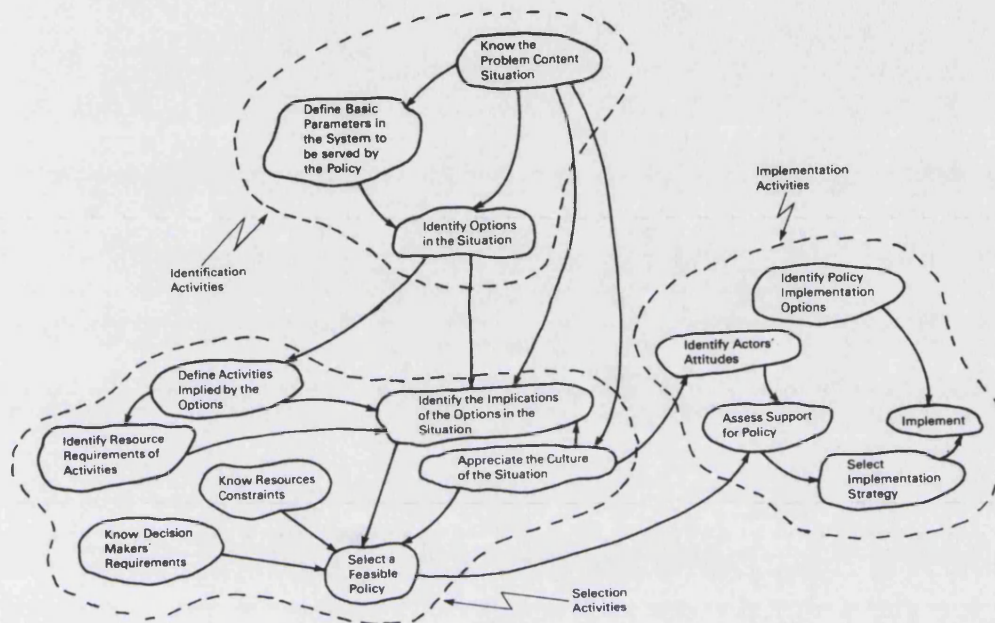 Know the
Problem Content
Situation
Define Basic
Parameters in
the System to
be served by
the Policy
Identify Options
in the Situation
Identification
Activities
Implementation
Activities
Identify Policy
Implementation
Options
Identify Actors'
Attitudes
Assess Support
for Policy
Implement
Select
Implementation
Strategy
Define Activities
Implied by the
Options
Identify the Implications
of the Options in the
Situation
Identify Resource
Requirements of
Activities
Appreciate the Culture
of the Situation
Know Resources
Constraints
Know Decision
Makers'
Requirements
Select a
Feasible
Policy
Selection
Activities